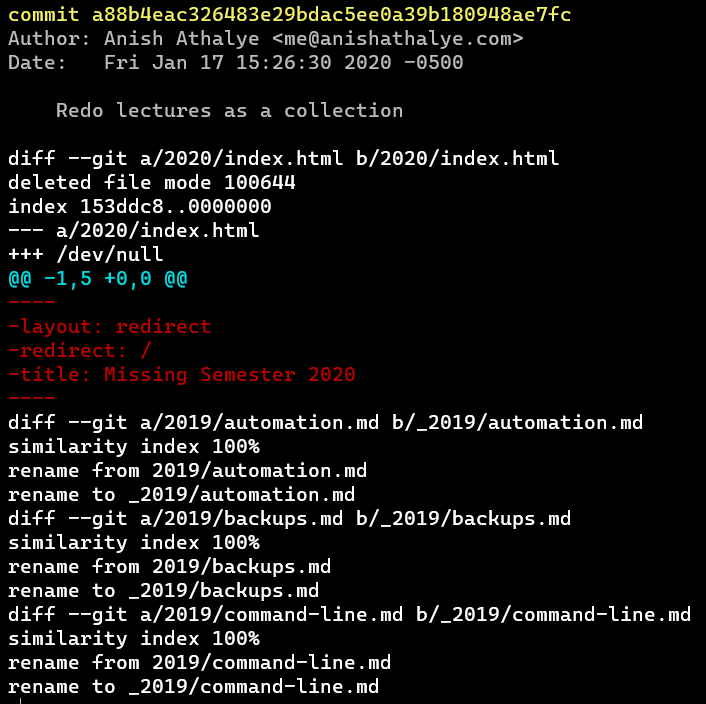 commit a88b4eac326483e29bdac5ee0a39b180948ae7fc
Author: Anish Athalye <me@anishathalye.com>
Date:   Fri Jan 17 15:26:30 2020 -0500
    Redo lectures as a collection
diff --git a/2020/index.html b/2020/index.html
deleted file mode 100644
index 153ddc8..0000000
--- a/2020/index.html
+++ /dev/null
@@ -1,5 +0,0 @@
----
-layout: redirect
-redirect: /
-title: Missing Semester 2020
----
diff --git a/2019/automation.md b/_2019/automation.md
similarity index 100%
rename from 2019/automation.md
rename to _2019/automation.md
diff --git a/2019/backups.md b/_2019/backups.md
similarity index 100%
rename from 2019/backups.md
rename to _2019/backups.md
diff --git a/2019/command-line.md b/_2019/command-line.md
similarity index 100%
rename from 2019/command-line.md
rename to _2019/command-line.md